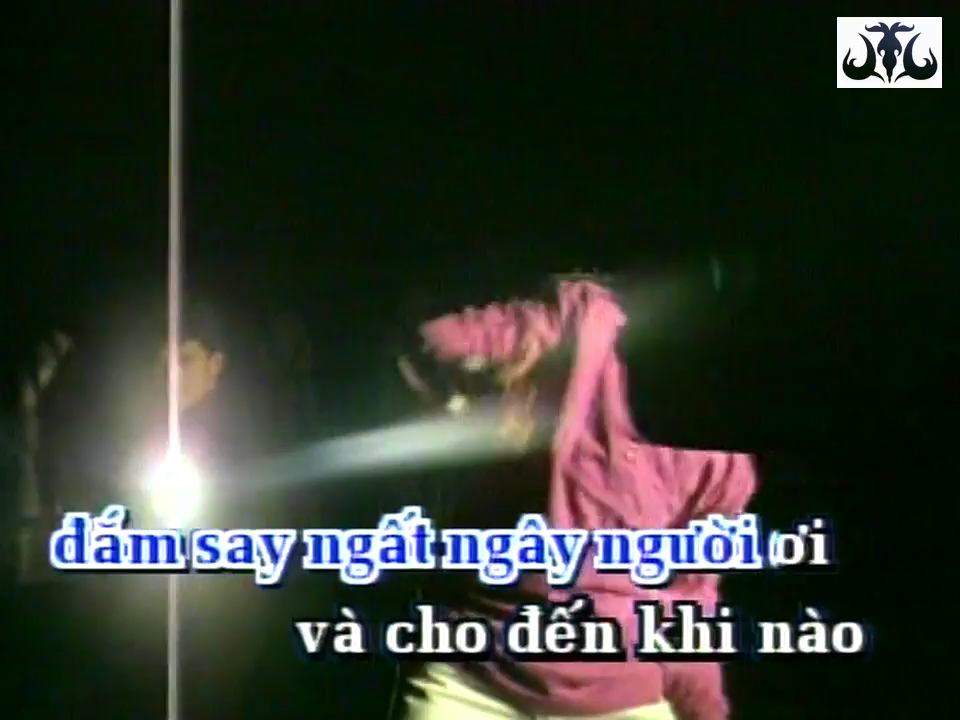 đắm say ngất ngây người ơi
và cho đến khi nào